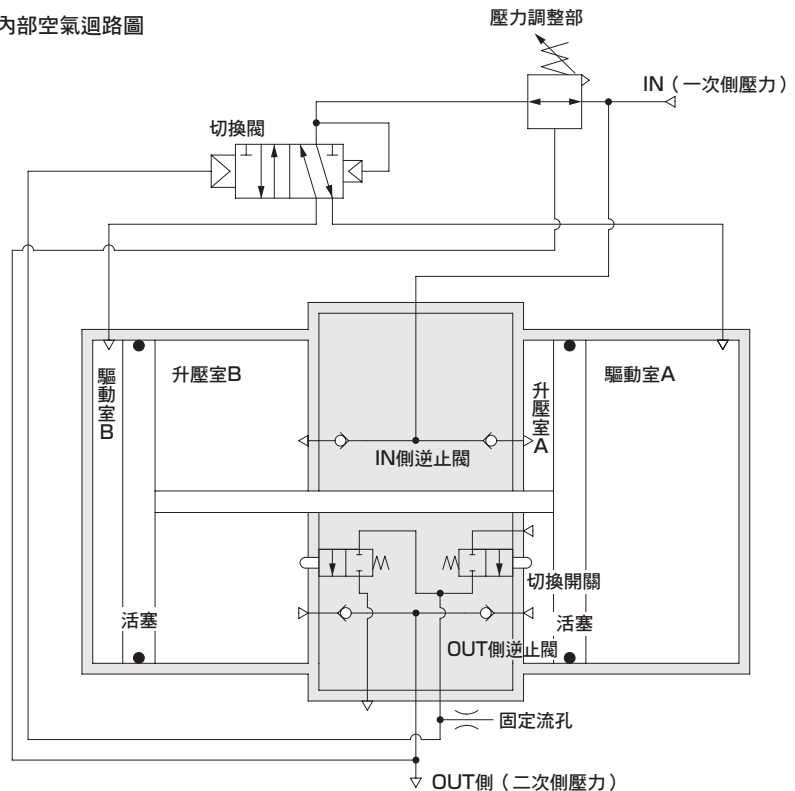 內部空氣迴路圖
壓力調整部
IN（一次側壓力）
切換閥
驅動室B
升壓室B
升壓室A
驅動室A
IN側逆止閥
切換開關
活塞
活塞
OUT側逆止閥
固定流孔
OUT側（二次側壓力）